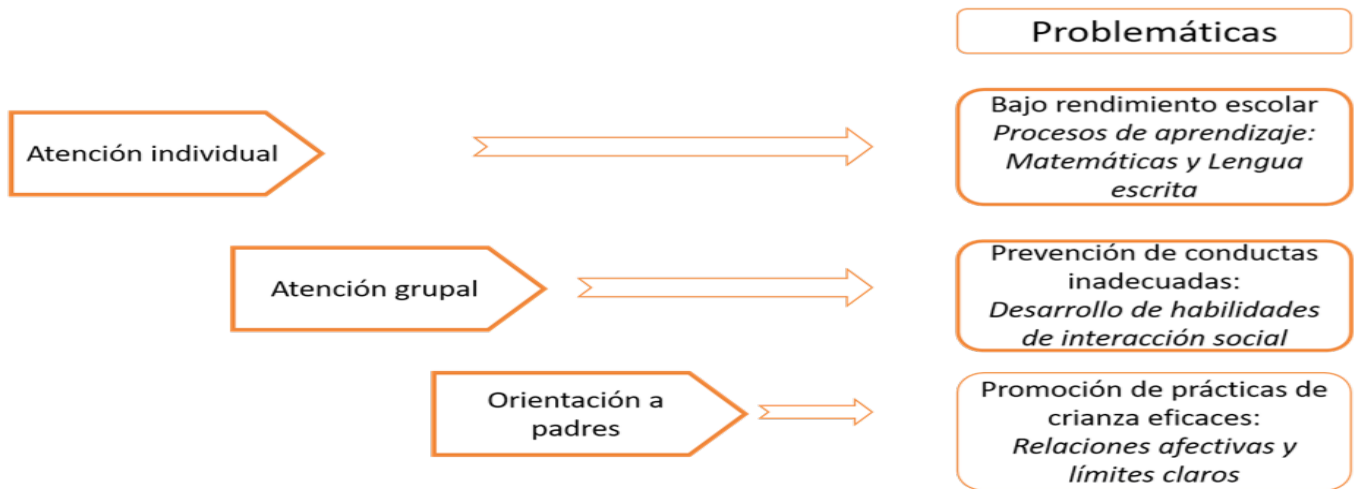 Problemáticas
Atención individual
Bajo rendimiento escolar
Procesos de aprendizaje:
Matemáticas y Lengua
escrita
Atención grupal
Prevención de conductas
inadecuadas:
Desarrollo de habilidades
de interacción social
Orientación a
padres
Promoción de prácticas de
crianza eficaces:
Relaciones afectivas y
límites claros